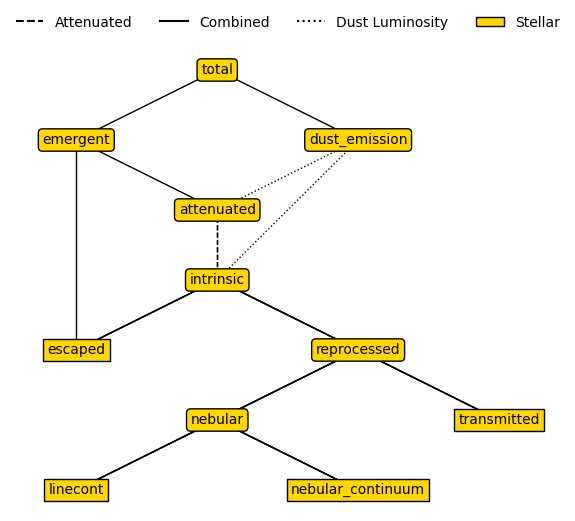 Attenuated Combined Dust Luminosity Stellar
total
emergent dust_emission
attenuated
intrinsic
escaped reprocessed
nebular transmitted
linecont nebular_continuum